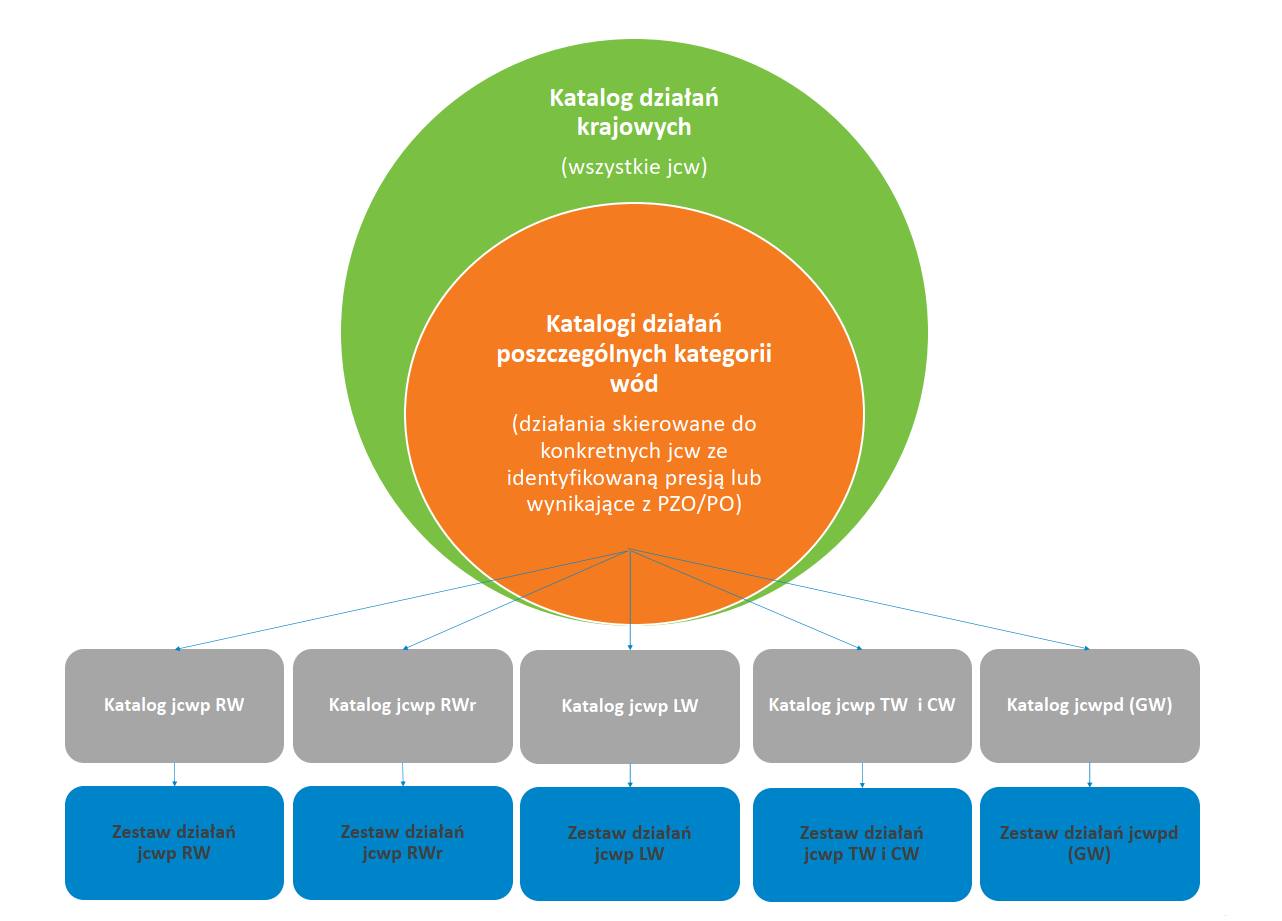 Katalog działań
krajowych
(wszystkie jcw)
Katalogi działań
poszczególnych kategorii
wód
(działania skierowane do
konkretnych jcw ze
identyfikowaną presją lub
wynikające z PZO/PO)
Katalog jcwp RW
Katalog jcwp RWr
Katalog jcwp LW
Katalog jcwp TW i CW
Katalog jcwpd (GW)
Zestaw działań
jcwp RW
Zestaw działań
jcwp RWr
Zestaw działań
jcwp LW
Zestaw działań
jcwp TW i CW
Zestaw działań jcwpd
(GW)